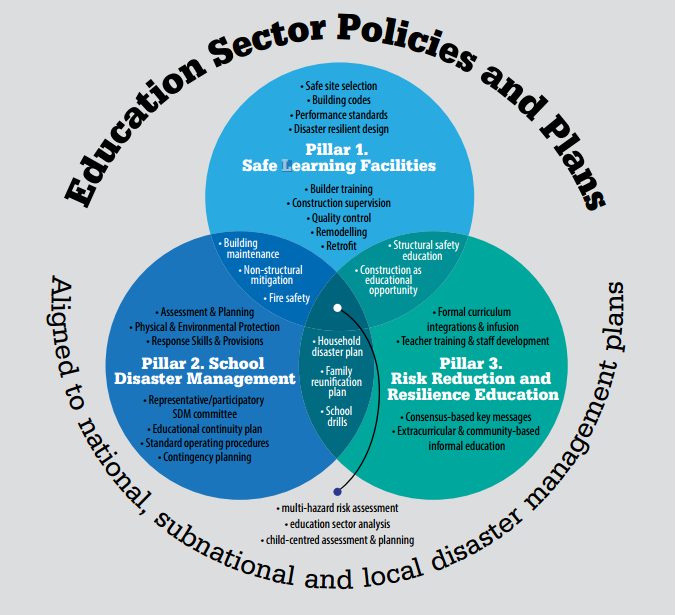 Education Sector Policies and Plans
• Safe site selection
• Building codes
• Performance standards
• Disaster resilient design
Pillar 1.
Safe Learning Facilities
• Builder training
• Construction supervision
• Quality control
• Remodelling
• Retrofit
• Building
maintenance
• Non-structural
mitigation
• Fire safety
• Structural safety
education
• Construction as
educational
opportunity
• Assessment & Planning
• Physical & Environmental Protection
• Response Skills & Provisions
Pillar 2. School
Disaster Management
• Representative/participatory
SDM committee
• Educational continuity plan
• Standard operating procedures
• Contingency planning
• Household
disaster plan
• Family
reunification
plan
• School
drills
• Formal curriculum
integrations & infusion
• Teacher training & staff development
Pillar 3.
Risk Reduction and
Resilience Education
• Consensus-based key messages
• Extracurricular & community-based
informal education
• multi-hazard risk assessment
• education sector analysis
• child-centred assessment & planning
Aligned to national, subnational and local disaster management plans